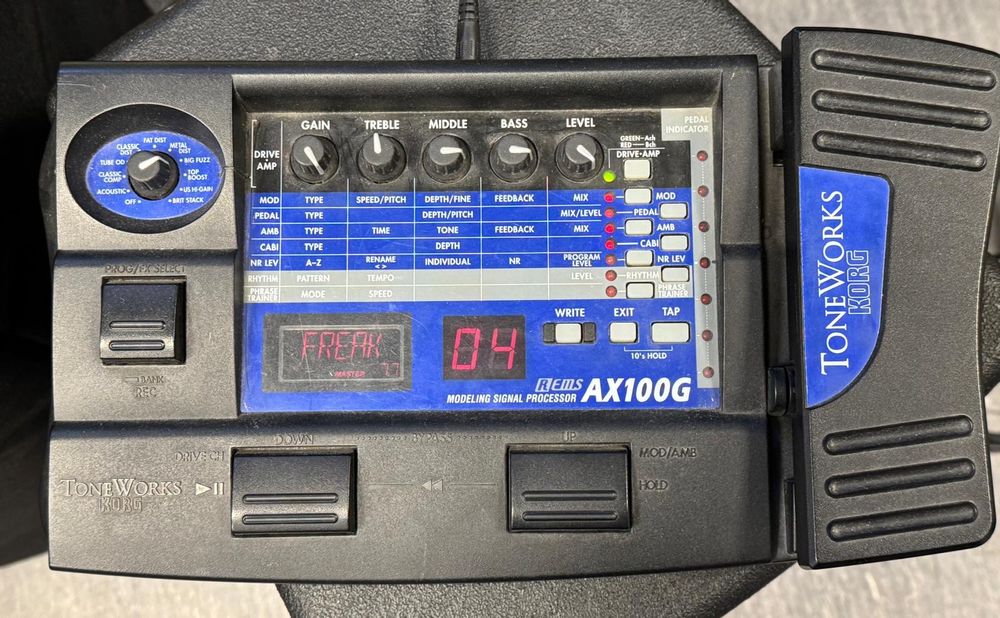 GAIN TREBLE MIDDLE BASS LEVEL
PEDAL
INDICATOR
GREEN–Ach
RED — Bch
DRIVE
AMP
DRIVE•AMP
FAT DIST
CLASSIC
DIST
METAL
DIST
TUBE OD
BIG FUZZ
CLASSIC
COMP
TOP
BOOST
ACOUSTIC
US HI-GAIN
OFF
BRIT STACK
MOD TYPE SPEED/PITCH DEPTH/FINE FEEDBACK MIX MOD
PEDAL TYPE DEPTH/PITCH MIX/LEVEL PEDAL
AMB TYPE TIME TONE FEEDBACK MIX AMB
CABI TYPE DEPTH CABI
NR LEV A–Z RENAME
< > INDIVIDUAL NR PROGRAM
LEVEL NR LEV
RHYTHM PATTERN TEMPO LEVEL RHYTHM
PHRASE
TRAINER MODE SPEED PHRASE
TRAINER
PROG/FX SELECT
BANK
REC
FREAK
MASTER 77
04
WRITE EXIT TAP
10's HOLD
REMS AX100G
MODELING SIGNAL PROCESSOR
DOWN BYPASS UP
DRIVE CH MOD/AMB
HOLD
TONEWORKS
KORG
TONEWORKS
KORG